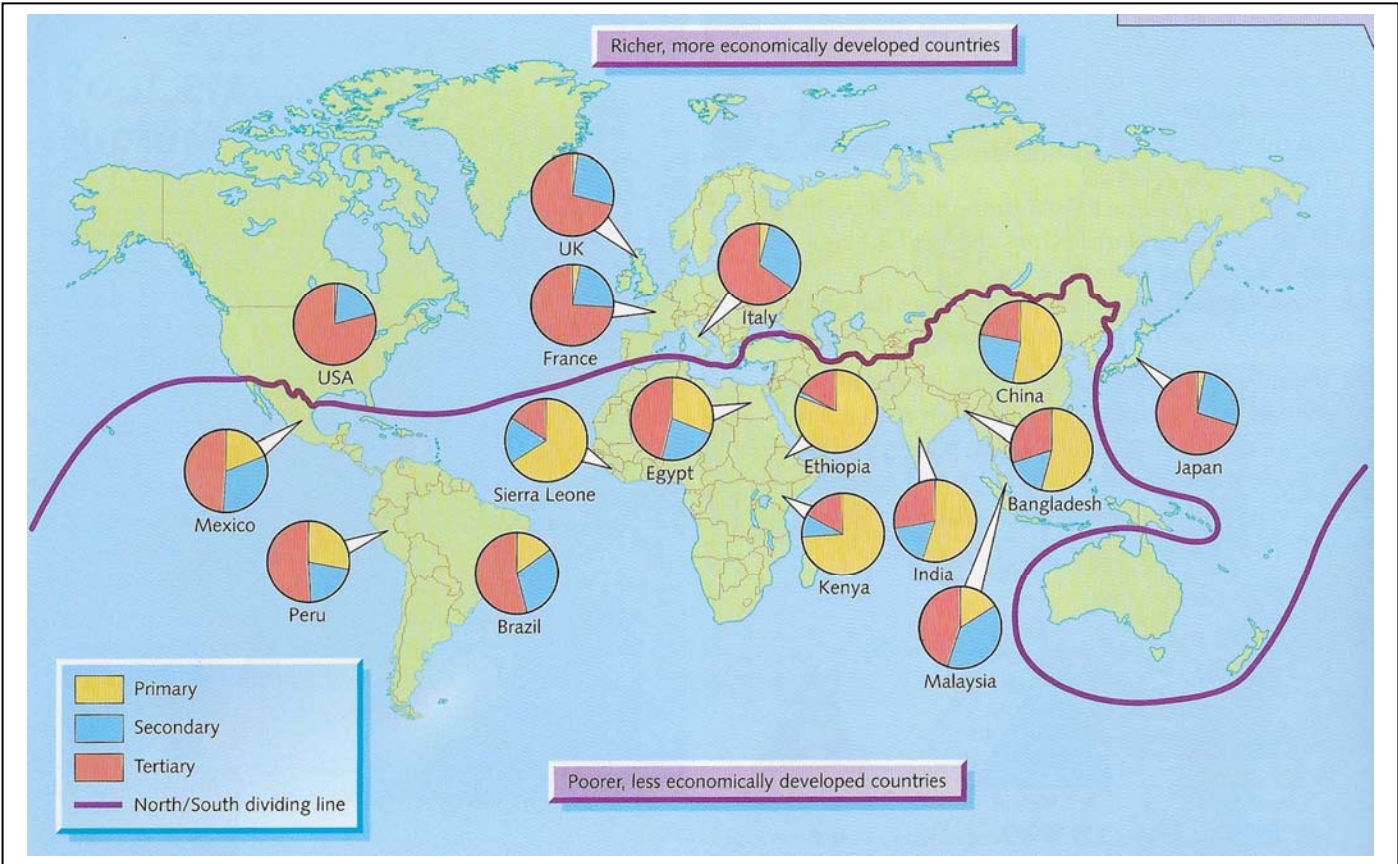 Richer, more economically developed countries
UK
Italy
France
USA
China
Japan
Mexico
Sierra Leone
Egypt
Ethiopia
Bangladesh
Peru
Brazil
Kenya
India
Malaysia
Primary
Secondary
Tertiary
North/South dividing line
Poorer, less economically developed countries